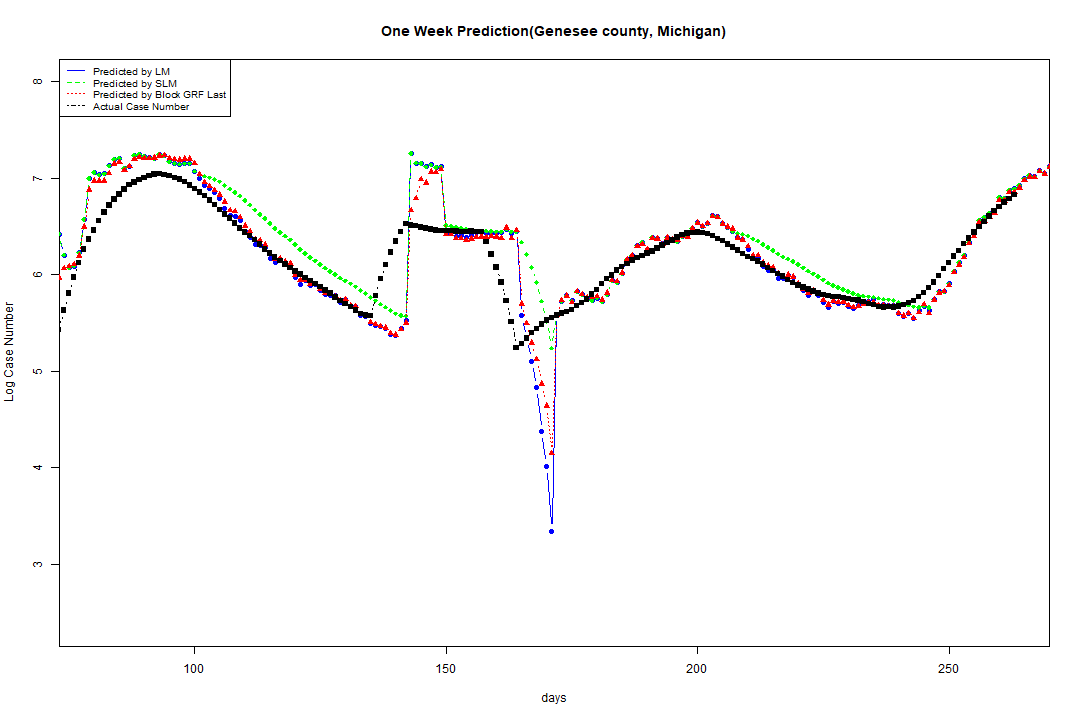 One Week Prediction(Genesee county, Michigan)
Predicted by LM
Predicted by SLM
Predicted by Block GRF Last
Actual Case Number
8
7
6
5
4
3
Log Case Number
100 150 200 250
days